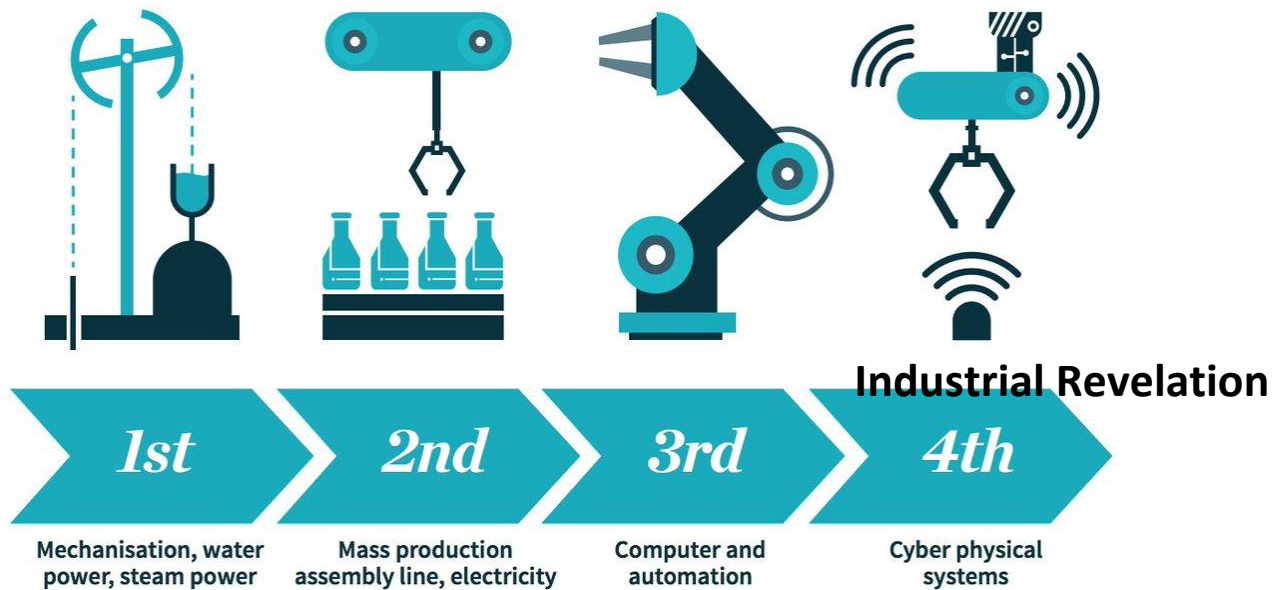 Industrial Revelation
1st
2nd
3rd
4th
Mechanisation, water
power, steam power
Mass production
assembly line, electricity
Computer and
automation
Cyber physical
systems